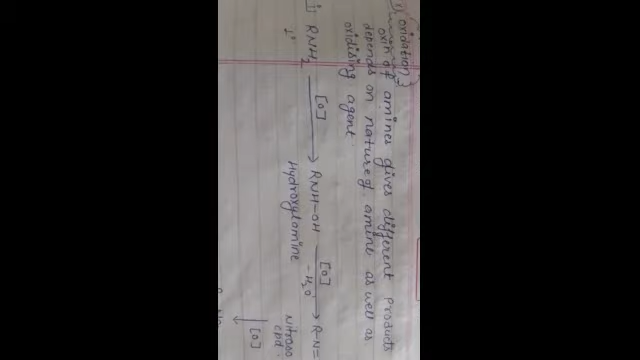 oxidation :
oxin of amines gives different products
depends on nature of amine as well as
oxidising agent.
i) RNH2 [O] → RNH-OH [O] -H2O → R-N=
1° Hydroxylamine Nitroso
cpd.
[O]